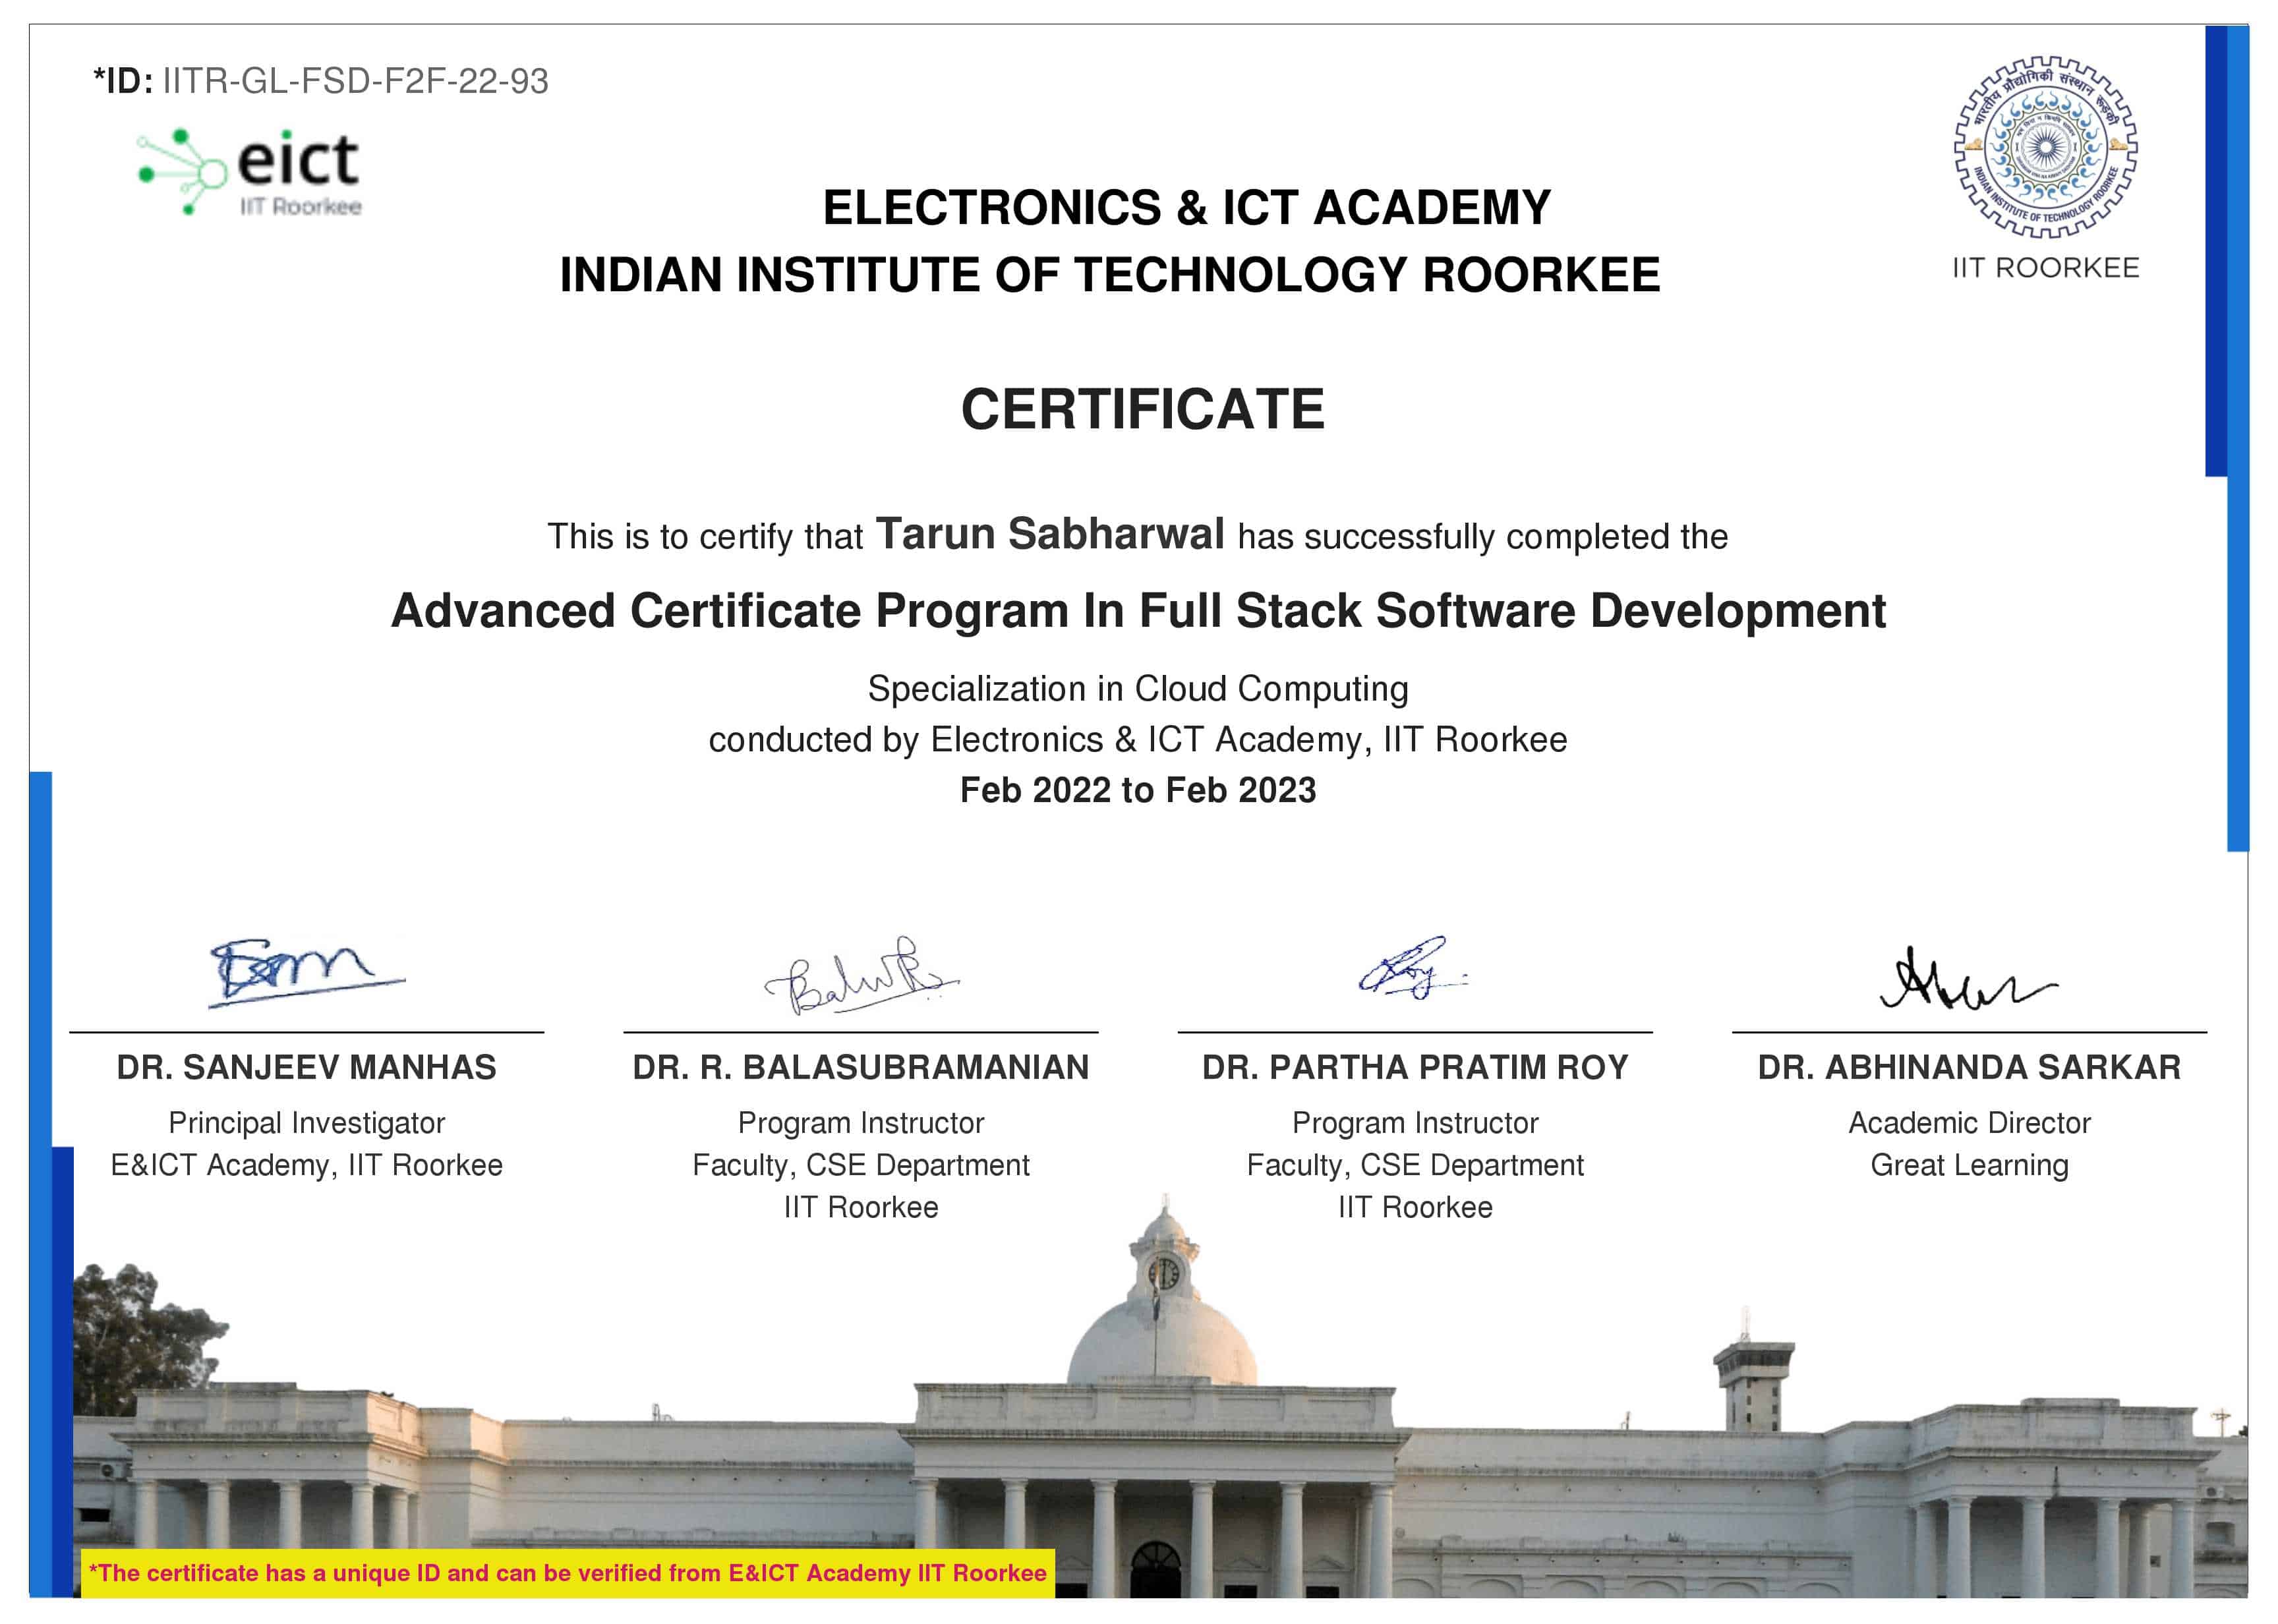 *ID: IITR-GL-FSD-F2F-22-93
eict
IIT Roorkee
भारतीय प्रौद्योगिकी संस्थान रूड़की
INDIAN INSTITUTE OF TECHNOLOGY ROORKEE
IIT ROORKEE
ELECTRONICS & ICT ACADEMY
INDIAN INSTITUTE OF TECHNOLOGY ROORKEE
CERTIFICATE
This is to certify that Tarun Sabharwal has successfully completed the
Advanced Certificate Program In Full Stack Software Development
Specialization in Cloud Computing
conducted by Electronics & ICT Academy, IIT Roorkee
Feb 2022 to Feb 2023
DR. SANJEEV MANHAS
Principal Investigator
E&ICT Academy, IIT Roorkee
DR. R. BALASUBRAMANIAN
Program Instructor
Faculty, CSE Department
IIT Roorkee
DR. PARTHA PRATIM ROY
Program Instructor
Faculty, CSE Department
IIT Roorkee
DR. ABHINANDA SARKAR
Academic Director
Great Learning
*The certificate has a unique ID and can be verified from E&ICT Academy IIT Roorkee